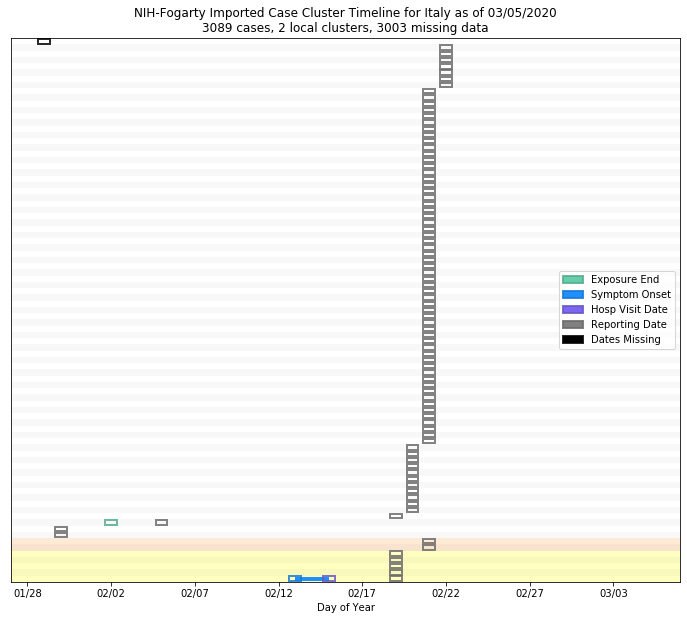 NIH-Fogarty Imported Case Cluster Timeline for Italy as of 03/05/2020
3089 cases, 2 local clusters, 3003 missing data
Exposure End
Symptom Onset
Hosp Visit Date
Reporting Date
Dates Missing
01/28 02/02 02/07 02/12 02/17 02/22 02/27 03/03
Day of Year